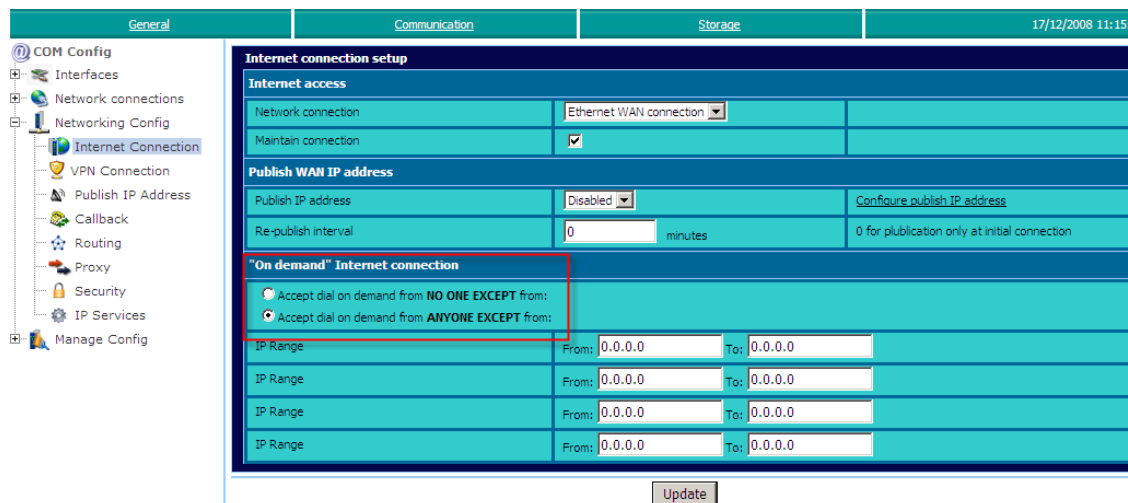 General Communication Storage 17/12/2008 11:15
COM Config
Interfaces
Network connections
Networking Config
Internet Connection
VPN Connection
Publish IP Address
Callback
Routing
Proxy
Security
IP Services
Manage Config
Internet connection setup
Internet access
Network connection Ethernet WAN connection
Maintain connection
Publish WAN IP address
Publish IP address Disabled Configure publish IP address
Re-publish interval 0 minutes 0 for plublication only at initial connection
"On demand" Internet connection
Accept dial on demand from NO ONE EXCEPT from:
Accept dial on demand from ANYONE EXCEPT from:
IP Range From: 0.0.0.0 To: 0.0.0.0
IP Range From: 0.0.0.0 To: 0.0.0.0
IP Range From: 0.0.0.0 To: 0.0.0.0
IP Range From: 0.0.0.0 To: 0.0.0.0
Update